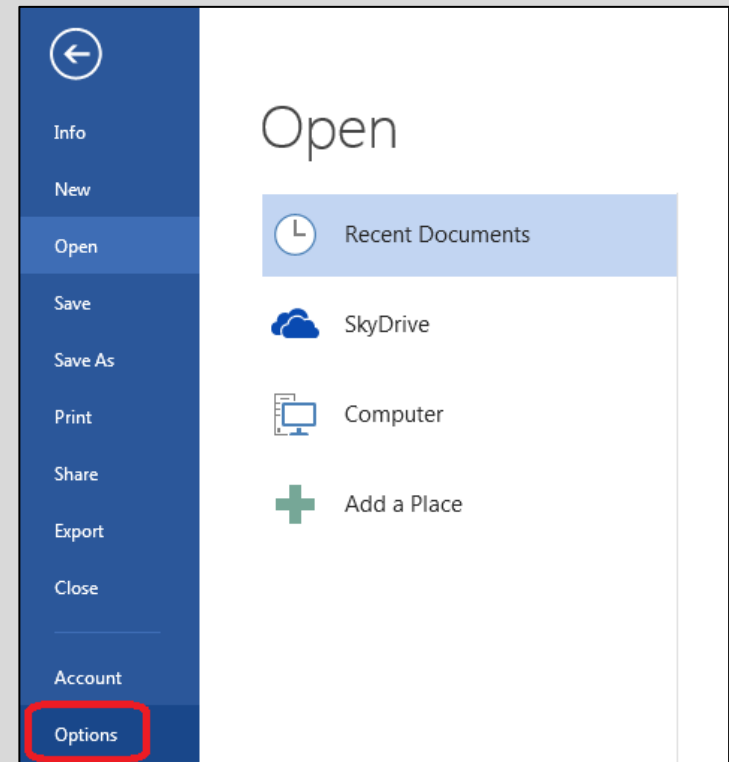 Info
New
Open
Save
Save As
Print
Share
Export
Close
Account
Options
Open
Recent Documents
SkyDrive
Computer
Add a Place